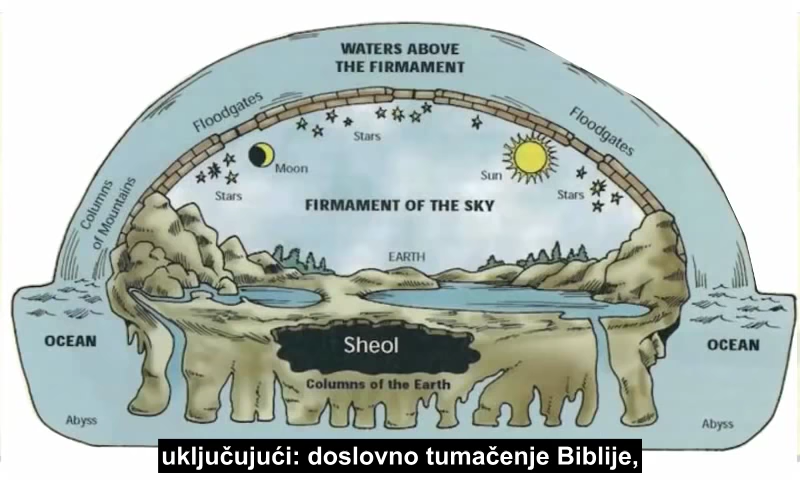 WATERS ABOVE
THE FIRMAMENT
Floodgates
Floodgates
Stars
Moon
Sun
Stars
Stars
Columns
of Mountains
FIRMAMENT OF THE SKY
EARTH
OCEAN
Sheol
OCEAN
Columns of the Earth
Abyss
Abyss
uključujući: doslovno tumačenje Biblije,